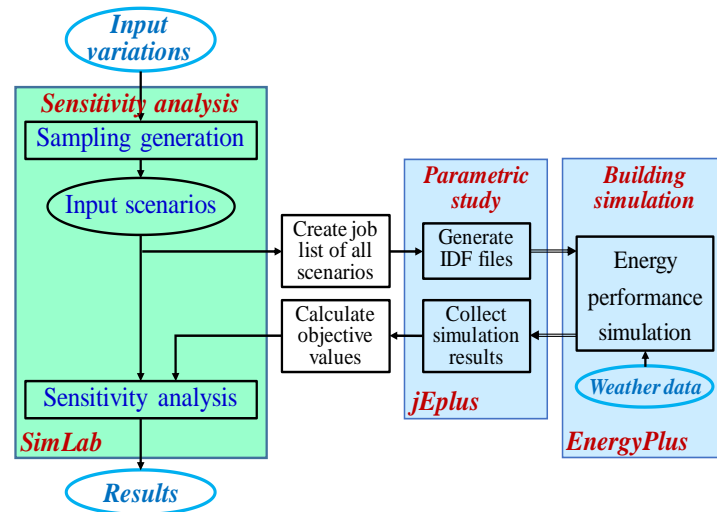 Input
variations
Sensitivity analysis
Sampling generation
Input scenarios
Create job
list of all
scenarios
Calculate
objective
values
Sensitivity analysis
SimLab
Results
Parametric
study
Generate
IDF files
Collect
simulation
results
jEplus
Building
simulation
Energy
performance
simulation
Weather data
EnergyPlus